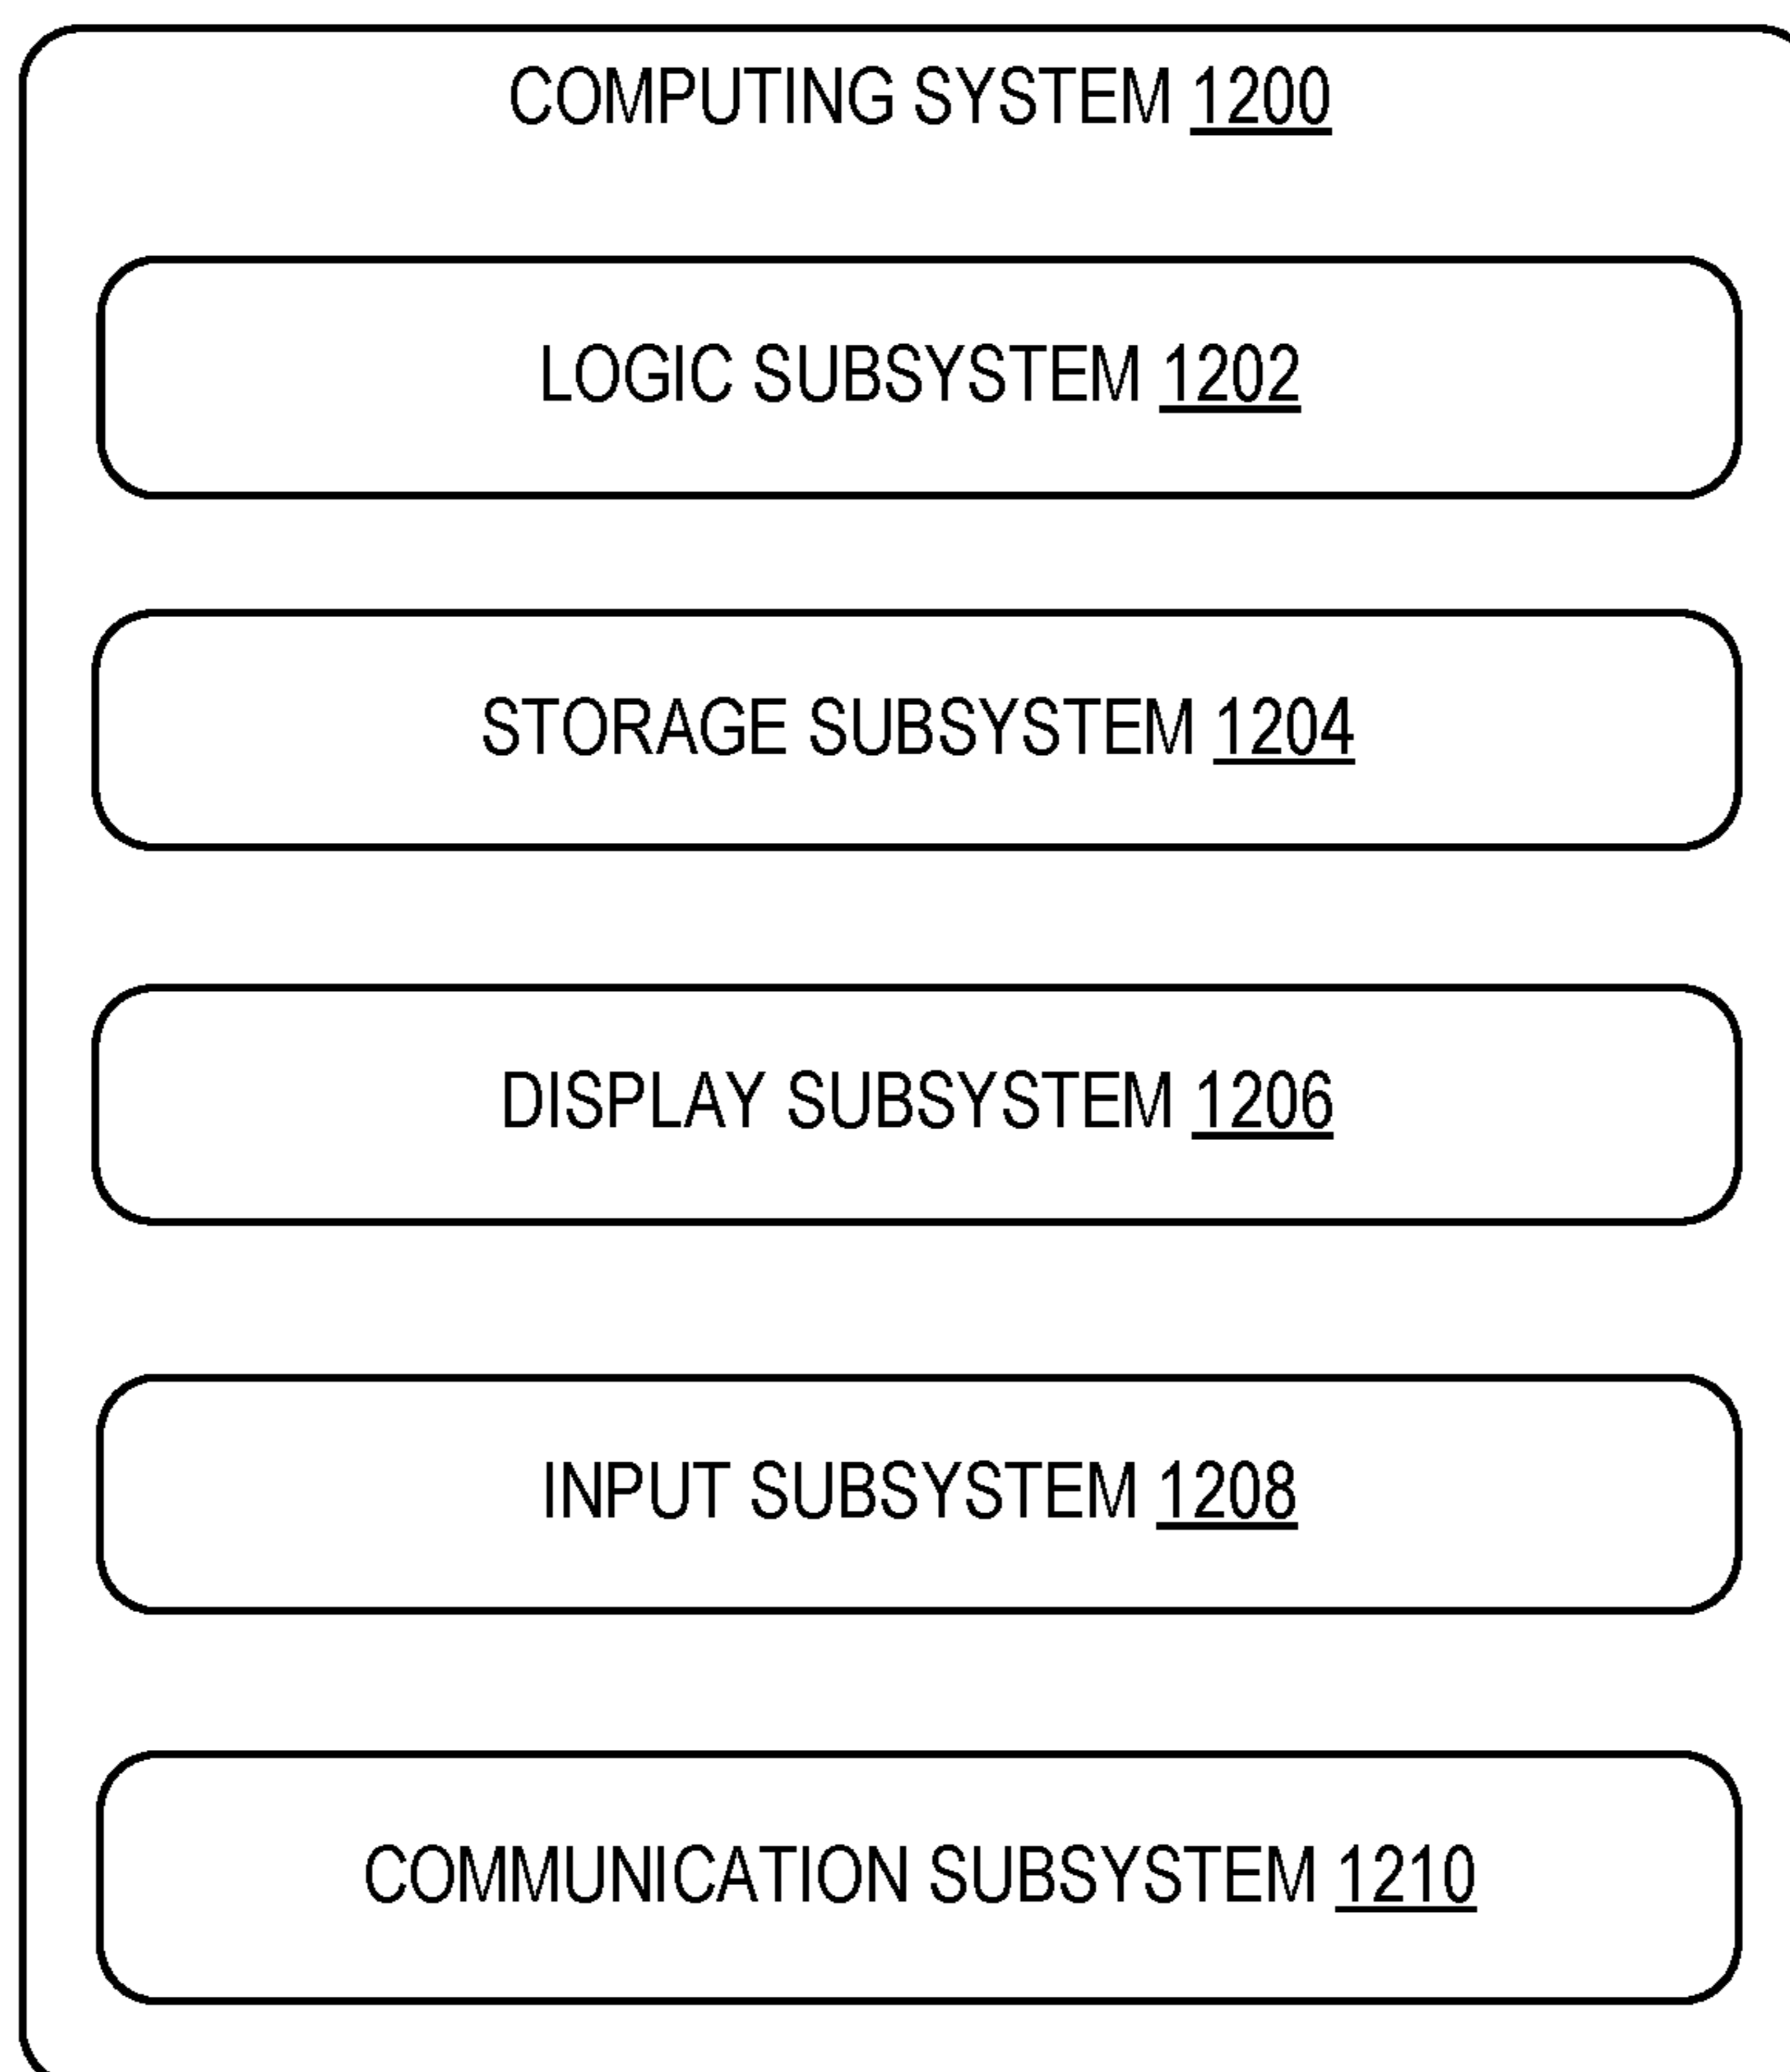 COMPUTING SYSTEM 1200
LOGIC SUBSYSTEM 1202
STORAGE SUBSYSTEM 1204
DISPLAY SUBSYSTEM 1206
INPUT SUBSYSTEM 1208
COMMUNICATION SUBSYSTEM 1210